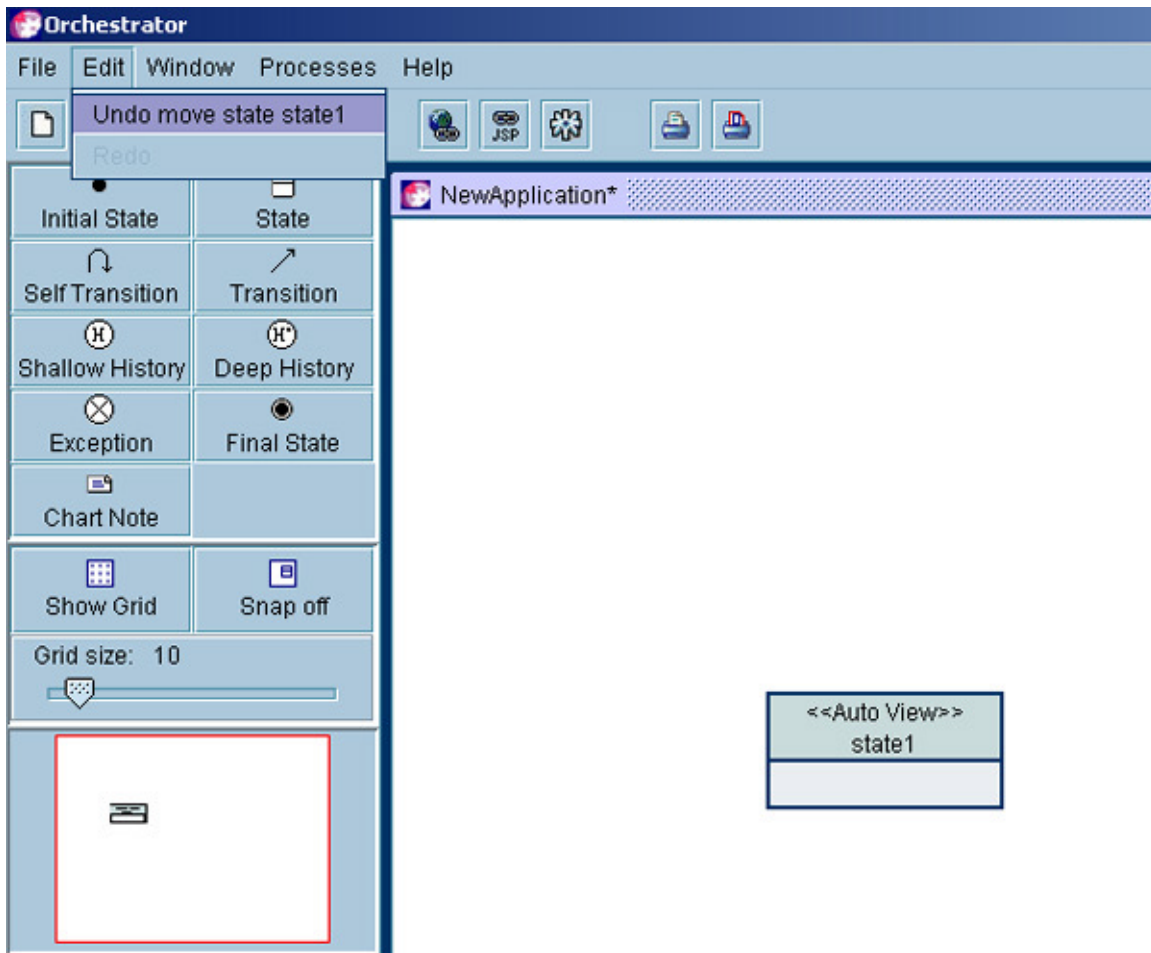 Orchestrator
File Edit Window Processes Help
Undo move state state1
Redo
JSP
Initial State State
NewApplication*
Self Transition Transition
H H*
Shallow History Deep History
Exception Final State
Chart Note
Show Grid Snap off
Grid size: 10
<<Auto View>>
state1